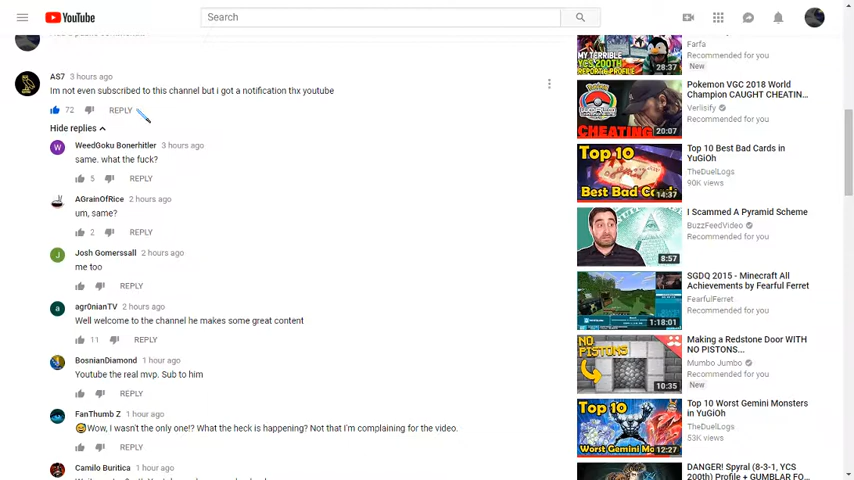 YouTube
Search
AS7 3 hours ago
Im not even subscribed to this channel but i got a notification thx youtube
72 REPLY
Hide replies
WeedGoku Bonerhitler 3 hours ago
same. what the fuck?
5 REPLY
AGrainOfRice 2 hours ago
um, same?
2 REPLY
Josh Gomerssall 2 hours ago
me too
REPLY
agr0nianTV 2 hours ago
Well welcome to the channel he makes some great content
11 REPLY
BosnianDiamond 1 hour ago
Youtube the real mvp. Sub to him
REPLY
FanThumb Z 1 hour ago
😅Wow, I wasn't the only one!? What the heck is happening? Not that I'm complaining for the video.
REPLY
Camilo Buritica 1 hour ago
MY TERRIBLE
YCS 200TH
REPORT & PROFILE
28:37
Farfa
Recommended for you
New
CHEATING
20:07
Pokemon VGC 2018 World
Champion CAUGHT CHEATIN...
Verlisify
Recommended for you
Top 10
Best Bad Ca
14:37
Top 10 Best Bad Cards in
YuGiOh
TheDuelLogs
90K views
8:57
I Scammed A Pyramid Scheme
BuzzFeedVideo
Recommended for you
1:18:01
SGDQ 2015 - Minecraft All
Achievements by Fearful Ferret
FearfulFerret
Recommended for you
NO
PISTONS
10:35
Making a Redstone Door WITH
NO PISTONS...
Mumbo Jumbo
Recommended for you
New
Top 10
Worst Gemini
12:27
Top 10 Worst Gemini Monsters
in YuGiOh
TheDuelLogs
53K views
DANGER! Spyral (8-3-1, YCS
200th) Profile + GUMBLAR FO...